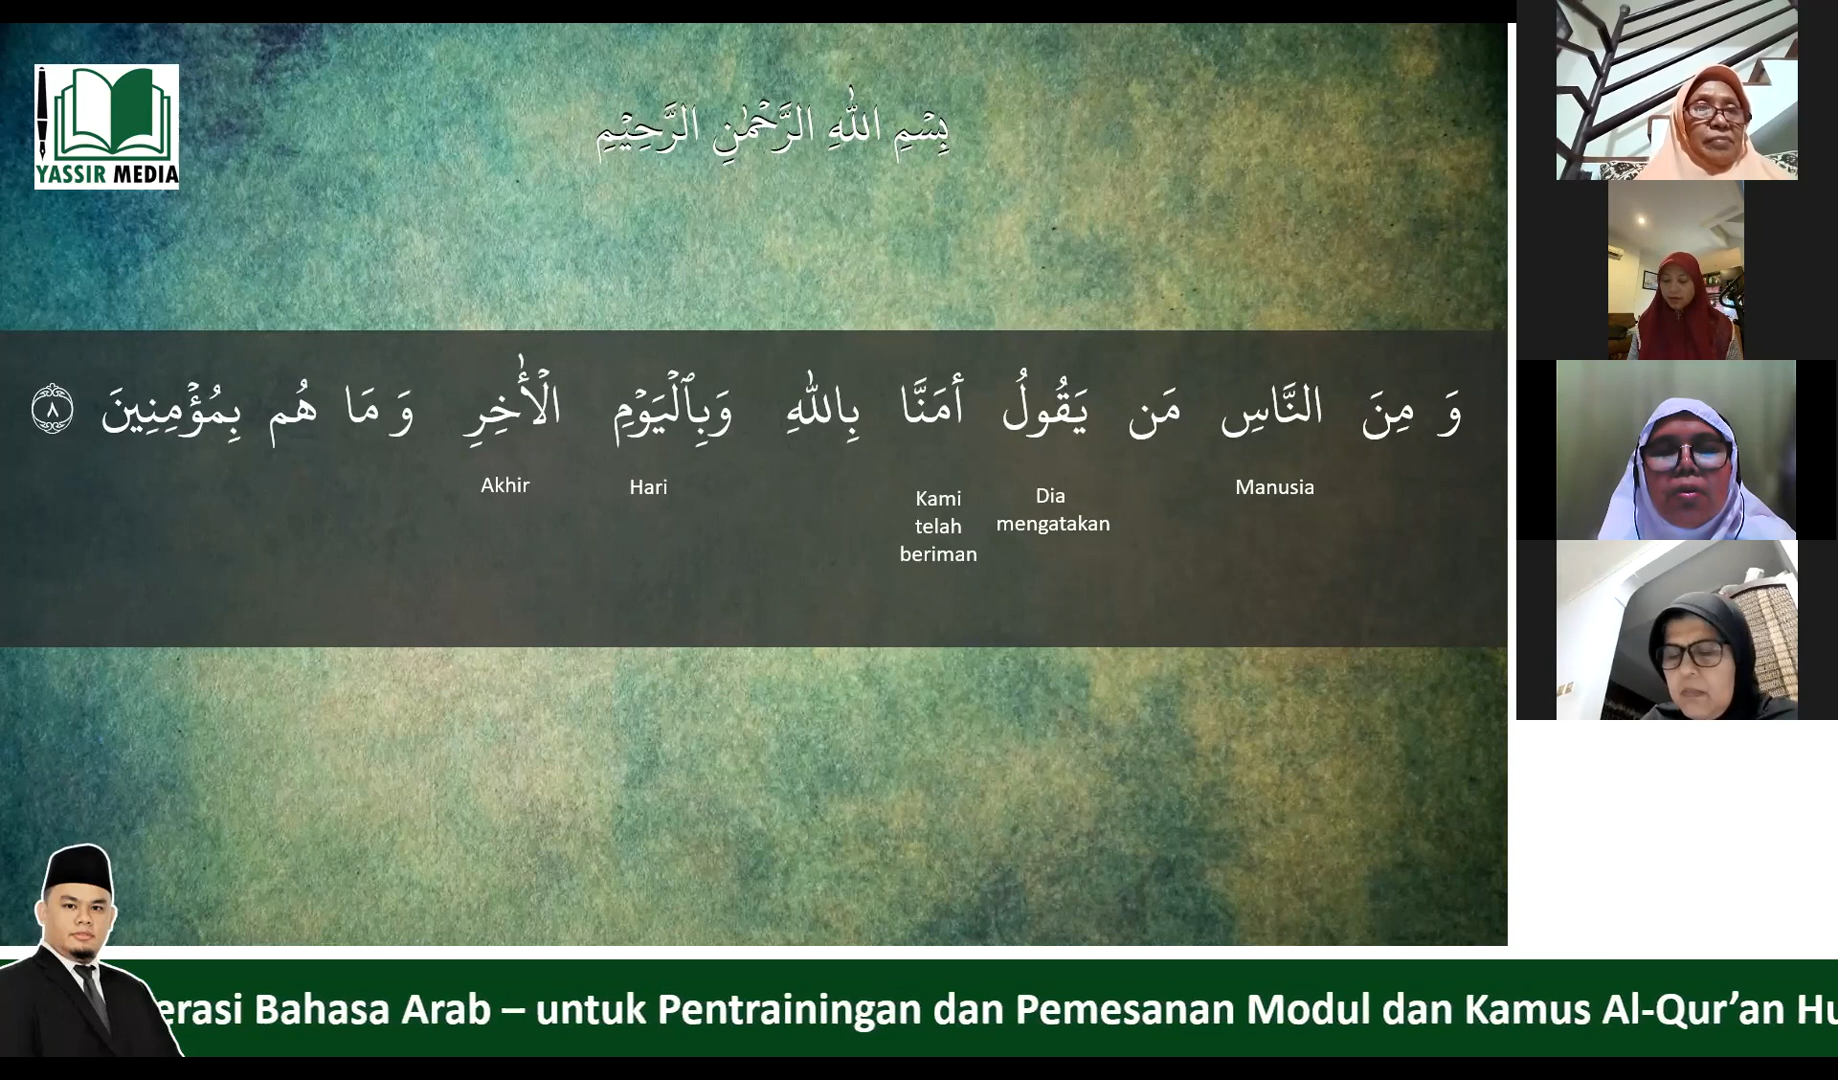 YASSIR MEDIA
بِسْمِ اللّٰهِ الرَّحْمٰنِ الرَّحِيْمِ
وَ مِنَ النَّاسِ مَن يَقُولُ أمَنَّا بِاللّٰهِ وَبِٱلْيَوْمِ الْأٰخِرِ وَ مَا هُم بِمُؤْمِنِينَ ٨
Manusia
Dia
mengatakan
Kami
telah
beriman
Hari
Akhir
erasi Bahasa Arab – untuk Pentrainingan dan Pemesanan Modul dan Kamus Al-Qur’an Hu